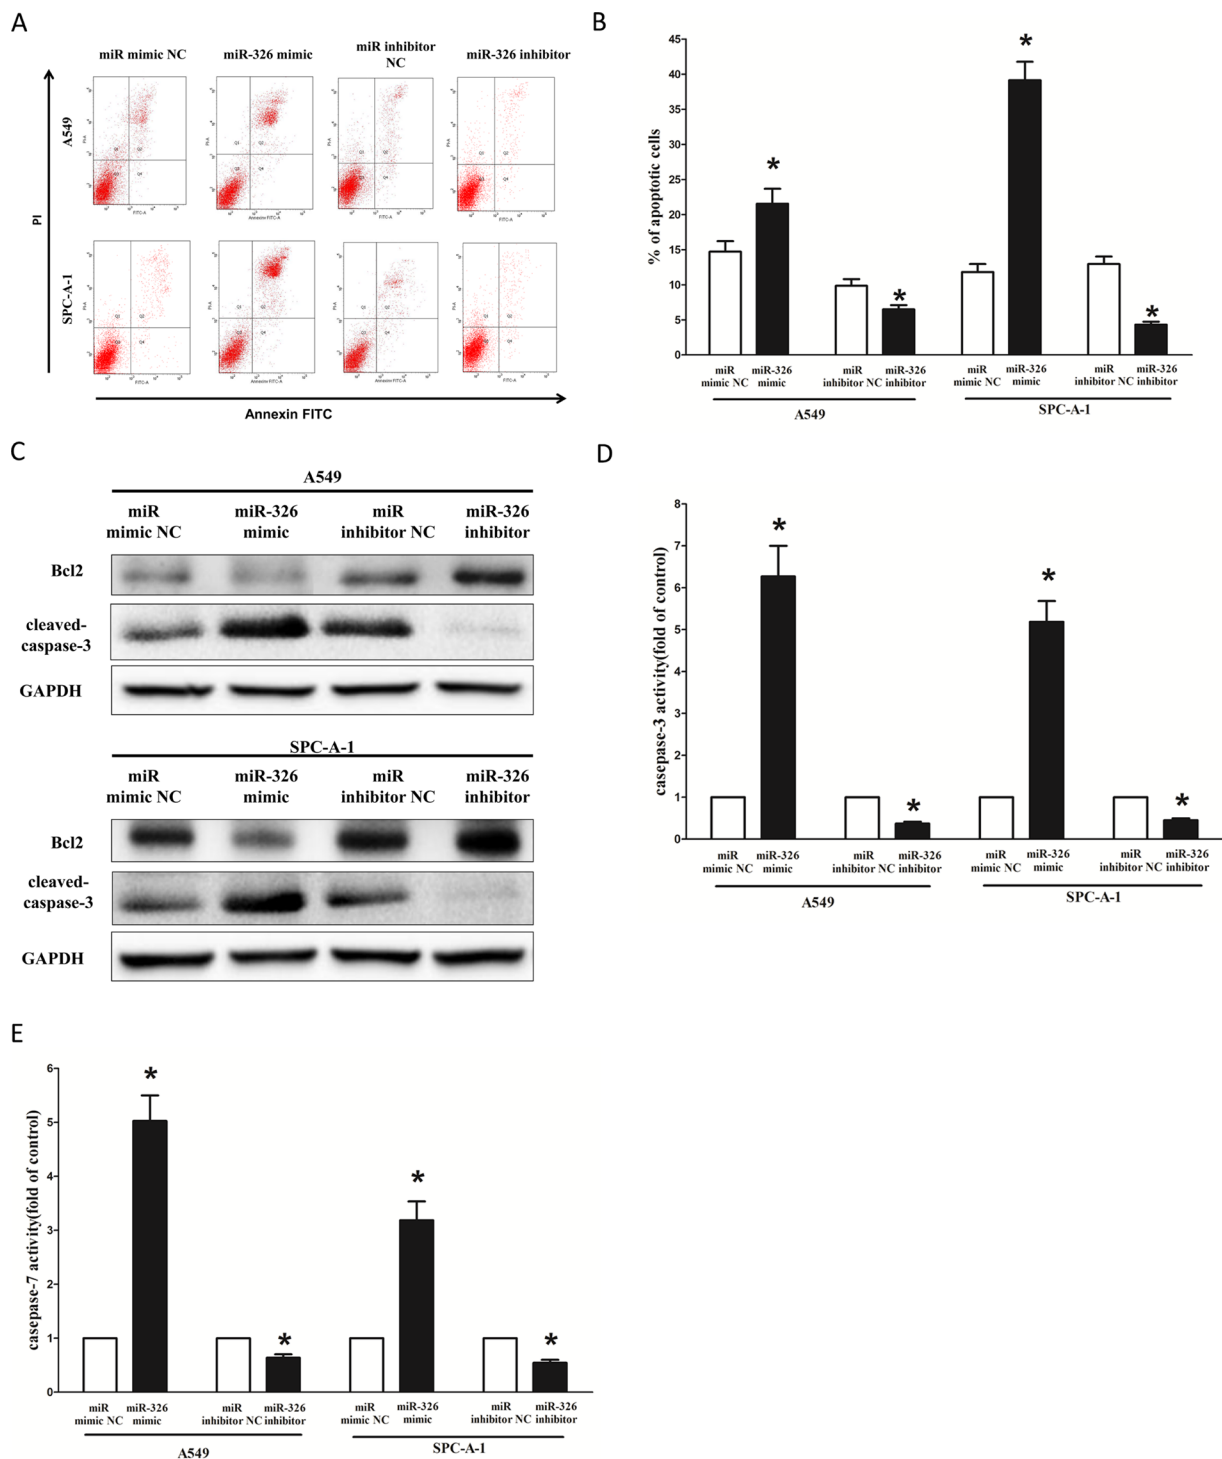 A
miR mimic NC
miR-326 mimic
miR inhibitor
NC
miR-326 inhibitor
A549
SPC-A-1
PI
Q1
Q2
Q3
Q4
PI-A
FITC-A
Annexin FITC-A
Annexin FITC
B
45
40
35
30
25
20
15
10
5
0
% of apoptotic cells
*
*
*
*
miR miR-326 miR miR-326 miR miR-326 miR miR-326
mimic NC mimic inhibitor NC inhibitor mimic NC mimic inhibitor NC inhibitor
A549 SPC-A-1
C
A549
miR miR-326 miR miR-326
mimic NC mimic inhibitor NC inhibitor
Bcl2
cleaved-
caspase-3
GAPDH
SPC-A-1
miR miR-326 miR miR-326
mimic NC mimic inhibitor NC inhibitor
Bcl2
cleaved-
caspase-3
GAPDH
D
8
7
6
5
4
3
2
1
0
casepase-3 activity(fold of control)
*
*
*
*
miR miR-326 miR miR-326 miR miR-326 miR miR-326
mimic NC mimic inhibitor NC inhibitor mimic NC mimic inhibitor NC inhibitor
A549 SPC-A-1
E
6
5
4
3
2
1
0
casepase-7 activity(fold of control)
*
*
*
*
miR miR-326 miR miR-326 miR miR-326 miR miR-326
mimic NC mimic inhibitor NC inhibitor mimic NC mimic inhibitor NC inhibitor
A549 SPC-A-1